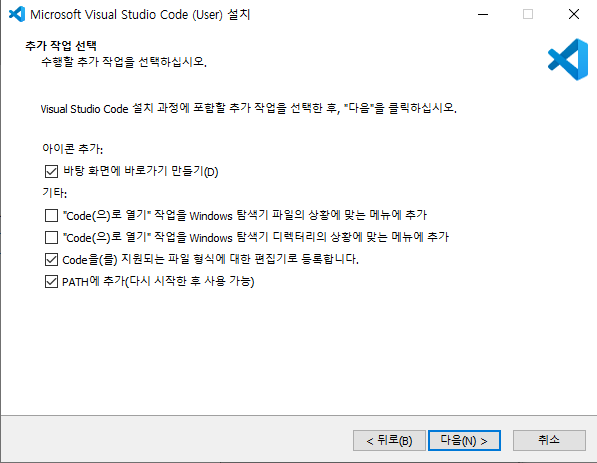 Microsoft Visual Studio Code (User) 설치
추가 작업 선택
수행할 추가 작업을 선택하십시오.
Visual Studio Code 설치 과정에 포함할 추가 작업을 선택한 후, "다음"을 클릭하십시오.
아이콘 추가:
바탕 화면에 바로가기 만들기(D)
기타:
"Code(으)로 열기" 작업을 Windows 탐색기 파일의 상황에 맞는 메뉴에 추가
"Code(으)로 열기" 작업을 Windows 탐색기 디렉터리의 상황에 맞는 메뉴에 추가
Code을(를) 지원되는 파일 형식에 대한 편집기로 등록합니다.
PATH에 추가(다시 시작한 후 사용 가능)
< 뒤로(B) 다음(N) > 취소